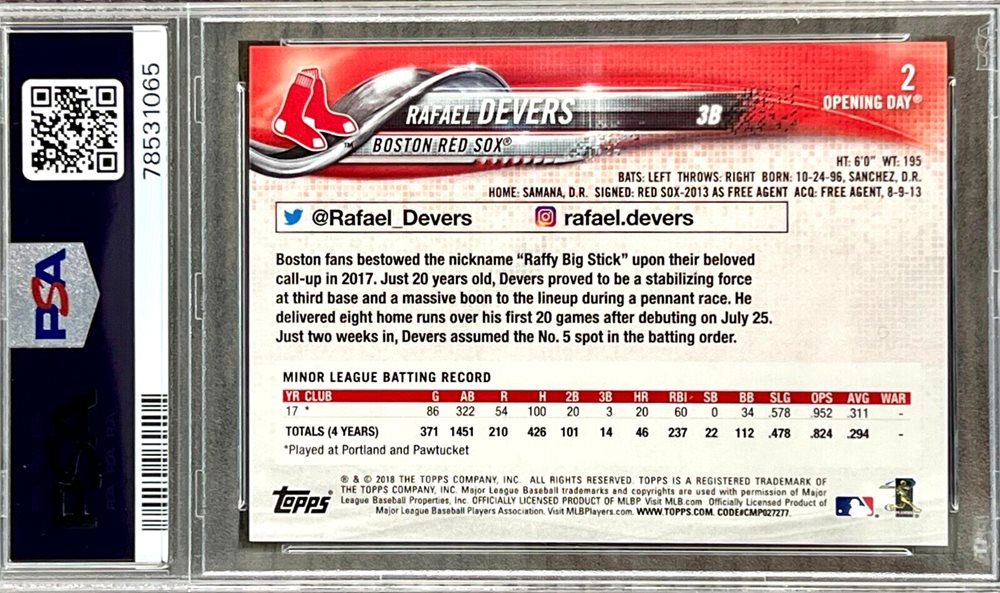 78531065
PSA
2
OPENING DAY®
RAFAEL DEVERS
3B
BOSTON RED SOX®
HT: 6'0" WT: 195
BATS: LEFT THROWS: RIGHT BORN: 10-24-96, SANCHEZ, D.R.
HOME: SAMANA, D.R. SIGNED: RED SOX-2013 AS FREE AGENT ACQ: FREE AGENT, 8-9-13
@Rafael_Devers rafael.devers
Boston fans bestowed the nickname “Raffy Big Stick” upon their beloved
call-up in 2017. Just 20 years old, Devers proved to be a stabilizing force
at third base and a massive boon to the lineup during a pennant race. He
delivered eight home runs over his first 20 games after debuting on July 25.
Just two weeks in, Devers assumed the No. 5 spot in the batting order.
MINOR LEAGUE BATTING RECORD
YR CLUB G AB R H 2B 3B HR RBI SB BB SLG OPS AVG WAR
17 * 86 322 54 100 20 3 20 60 0 34 .578 .952 .311 -
TOTALS (4 YEARS) 371 1451 210 426 101 14 46 237 22 112 .478 .824 .294 -
*Played at Portland and Pawtucket
® & © 2018 THE TOPPS COMPANY, INC. ALL RIGHTS RESERVED. TOPPS IS A REGISTERED TRADEMARK OF
THE TOPPS COMPANY, INC. Major League Baseball trademarks and copyrights are used with permission of Major
League Baseball Properties, Inc. OFFICIALLY LICENSED PRODUCT OF MLBP Visit MLB.com Officially Licensed Product of
Major League Baseball Players Association. Visit MLBPlayers.com. WWW.TOPPS.COM. CODE#CMP027277.
topps